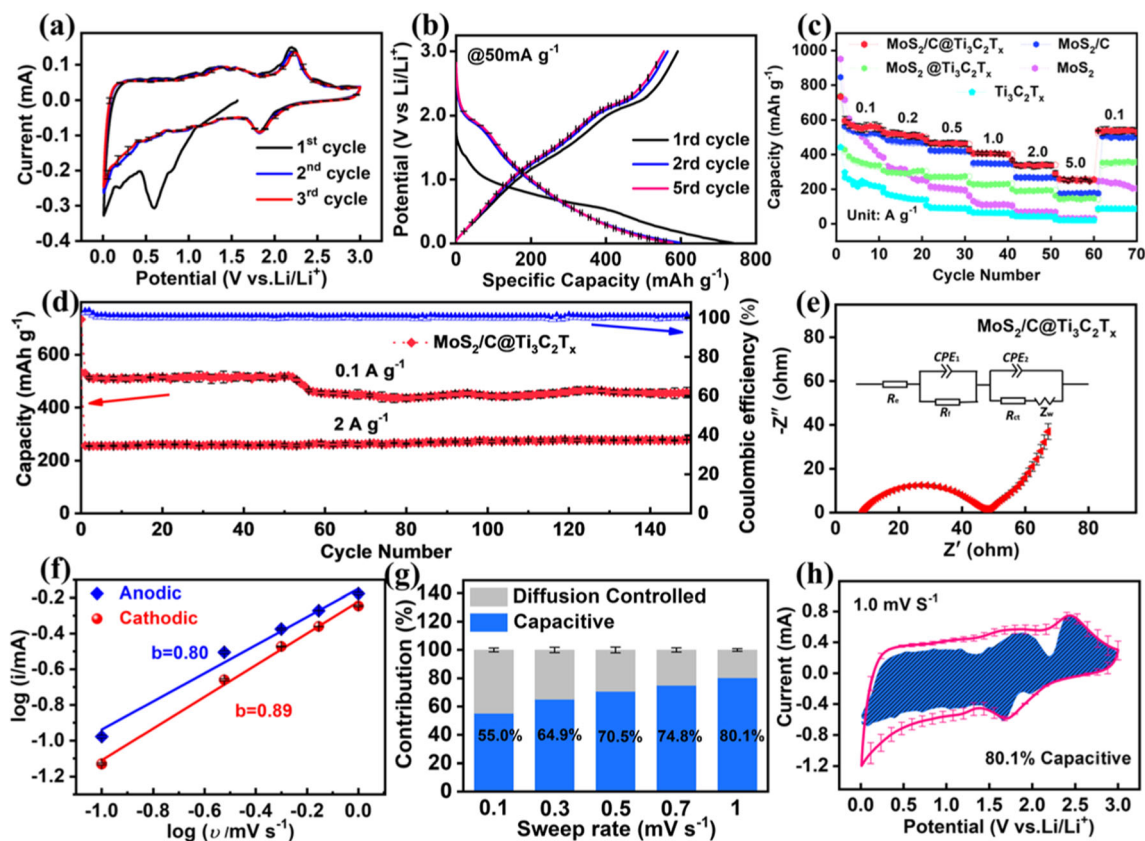 (a)
Current (mA)
0.1
0.0
-0.1
-0.2
-0.3
-0.4
1st cycle
2nd cycle
3rd cycle
0.0 0.5 1.0 1.5 2.0 2.5 3.0
Potential (V vs.Li/Li+)
(b)
@50mA g-1
Potential (V vs Li/Li+)
3.0
2.0
1.0
0.0
1rd cycle
2rd cycle
5rd cycle
0 200 400 600 800
Specific Capacity (mAh g-1)
(c)
Capacity (mAh g-1)
1000
800
600
400
200
0
MoS2/C@Ti3C2Tx
MoS2/C
MoS2 @Ti3C2Tx
MoS2
Ti3C2Tx
0.1
0.2
0.5
1.0
2.0
5.0
0.1
Unit: A g-1
0 10 20 30 40 50 60 70
Cycle Number
(d)
Capacity (mAh g-1)
600
400
200
0
MoS2/C@Ti3C2Tx
0.1 A g-1
2 A g-1
100
80
60
40
20
0
Coulombic efficiency (%)
0 20 40 60 80 100 120 140
Cycle Number
(e)
MoS2/C@Ti3C2Tx
-Z″ (ohm)
80
60
40
20
0
CPE1
CPE2
Re
Rf
Rct
Zw
0 20 40 60 80 100
Z′ (ohm)
(f)
log (i/mA)
-0.2
-0.4
-0.6
-0.8
-1.0
-1.2
Anodic
Cathodic
b=0.80
b=0.89
-1.0 -0.8 -0.6 -0.4 -0.2 0.0
log (υ /mV s-1)
(g)
Contribution (%)
140
120
100
80
60
40
20
0
Diffusion Controlled
Capacitive
55.0%
64.9%
70.5%
74.8%
80.1%
0.1 0.3 0.5 0.7 1
Sweep rate (mV s-1)
(h)
1.0 mV S-1
Current (mA)
0.8
0.4
0.0
-0.4
-0.6
-1.2
80.1% Capacitive
0.0 0.5 1.0 1.5 2.0 2.5 3.0
Potential (V vs.Li/Li+)